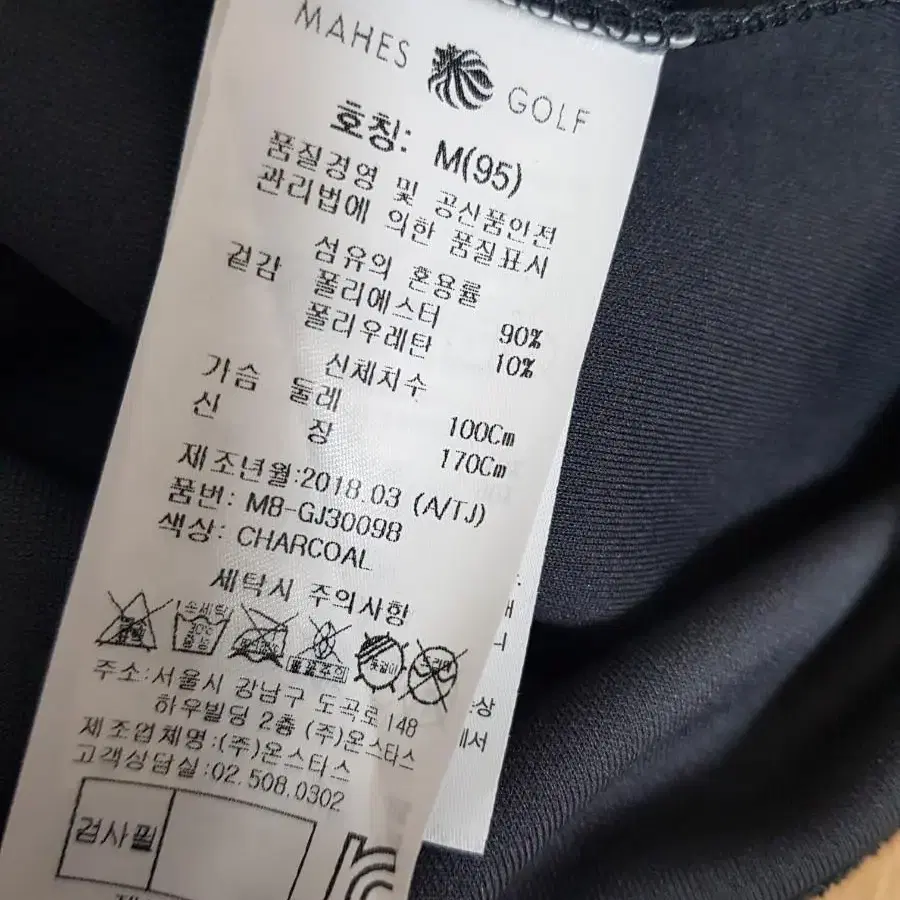 MAHES GOLF
호칭: M(95)
품질경영 및 공산품안전
관리법에 의한 품질표시
섬유의 혼용률
겉감 폴리에스터 90%
폴리우레탄 10%
신체치수
가슴 둘레 100Cm
신 장 170Cm
제조년월:2018.03 (A/TJ)
품번: M8-GJ30098
색상: CHARCOAL
세탁시 주의사항
손세탁
주소:서울시 강남구 도곡로148
하우빌딩 2층 (주)온스타스
제조업체명:(주)온스타스
고객상담실:02.508.0302
검사필